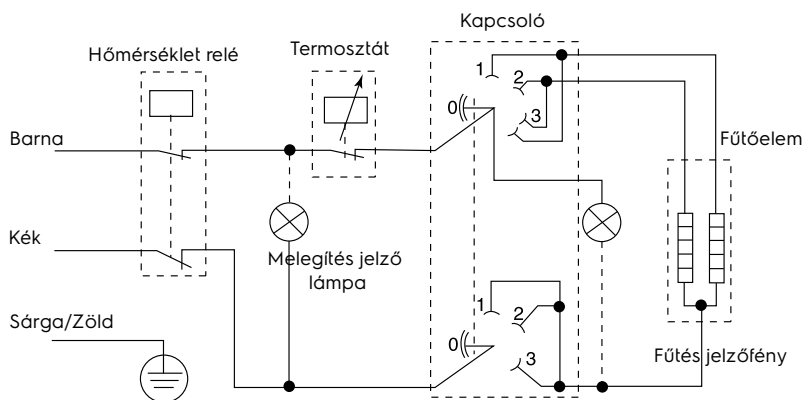 Kapcsoló
Hőmérséklet relé
Termosztát
1
2
0
3
Barna
Fűtőelem
Kék
Melegítés jelző
lámpa
1
2
Sárga/Zöld
0
3
Fűtés jelzőfény